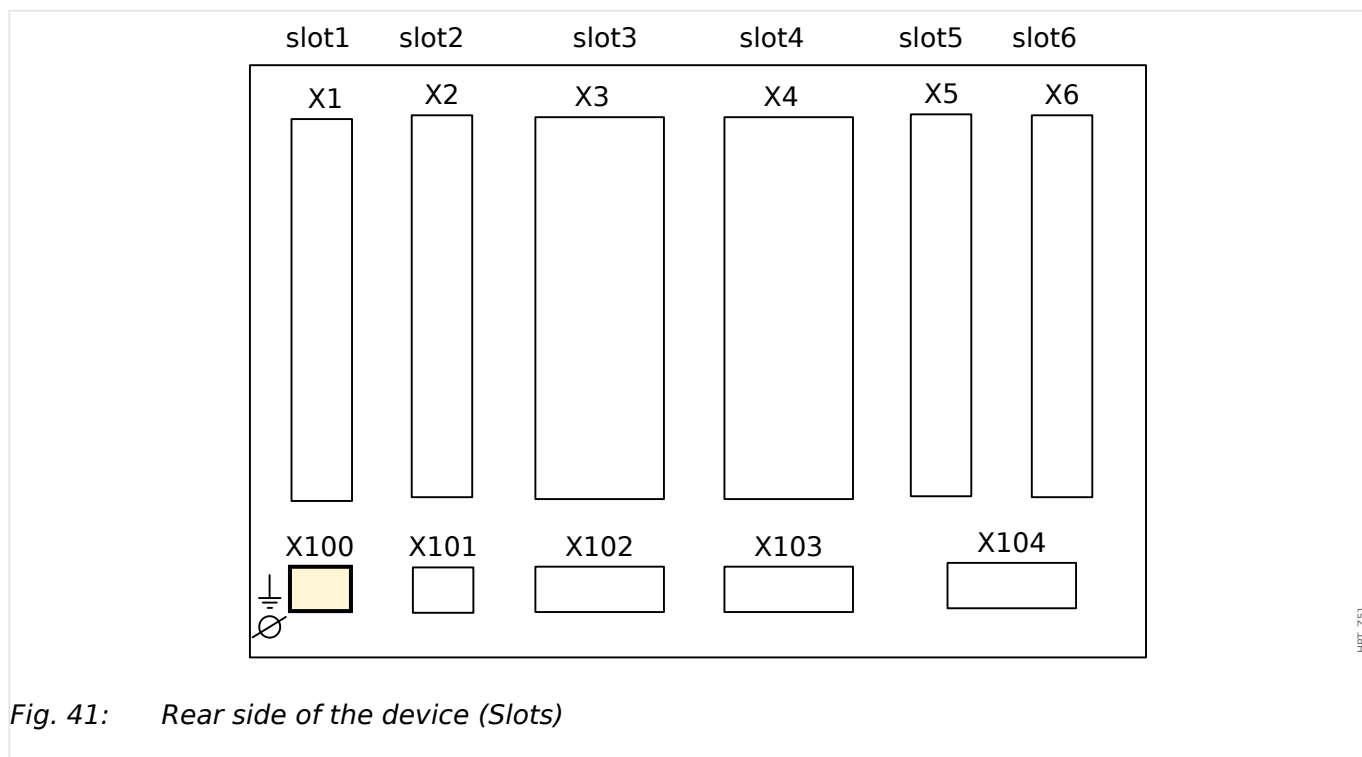 slot1 slot2 slot3 slot4 slot5 slot6
X1 X2 X3 X4 X5 X6
X100 X101 X102 X103 X104
Fig. 41: Rear side of the device (Slots)